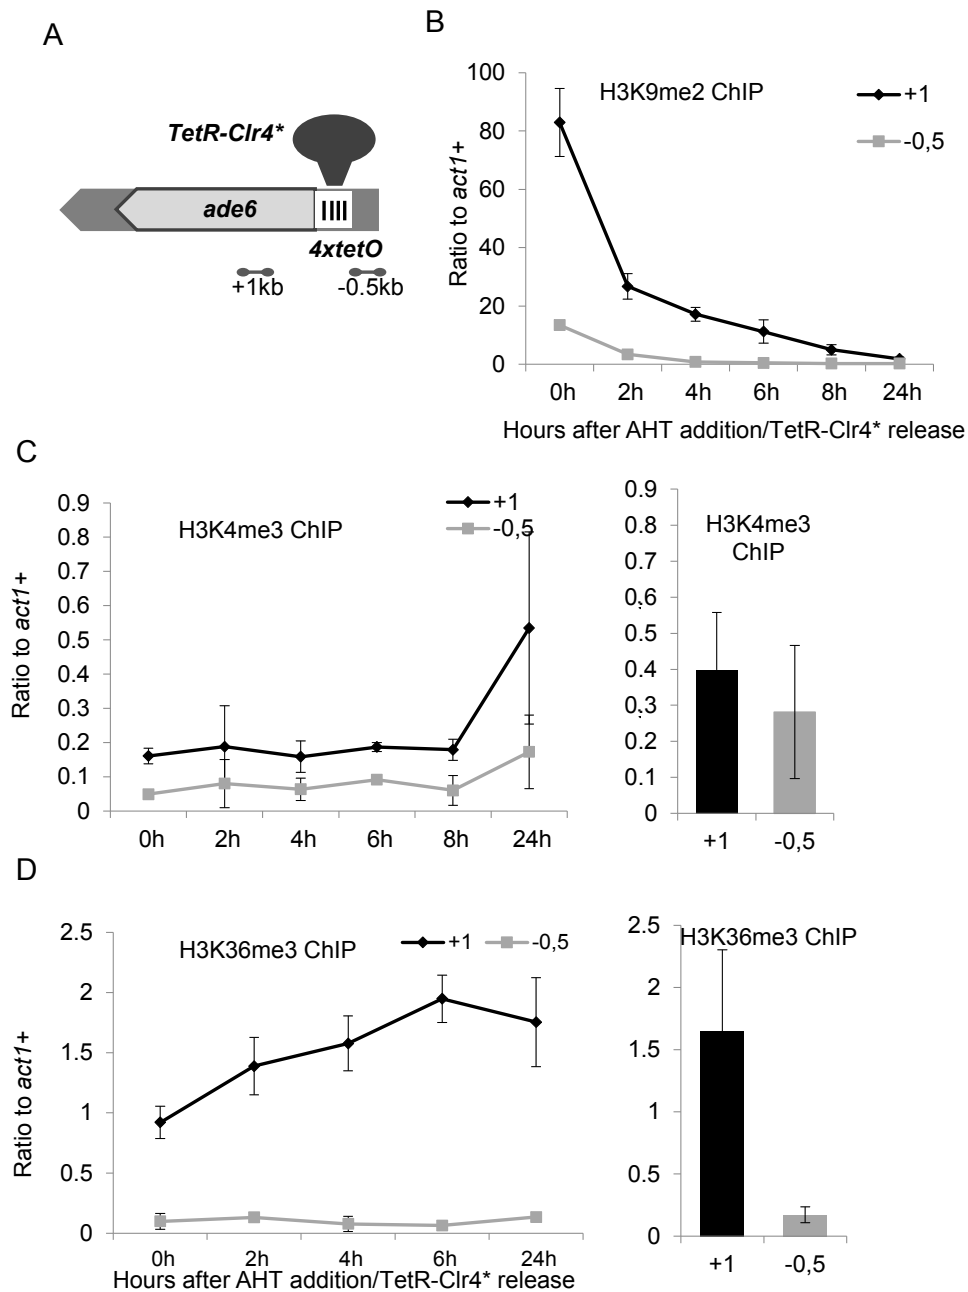 A
TetR-Clr4*
ade6
4xtetO
+1kb
-0.5kb
B
H3K9me2 ChIP
+1
-0,5
Ratio to act1+
100
80
60
40
20
0
0h 2h 4h 6h 8h 24h
Hours after AHT addition/TetR-Clr4* release
C
H3K4me3 ChIP
+1
-0,5
Ratio to act1+
0.9
0.8
0.7
0.6
0.5
0.4
0.3
0.2
0.1
0
0h 2h 4h 6h 8h 24h
H3K4me3
ChIP
0.9
0.8
0.7
0.6
0.5
0.4
0.3
0.2
0.1
0
+1 -0,5
D
H3K36me3 ChIP
+1 -0,5
Ratio to act1+
2.5
2
1.5
1
0.5
0
0h 2h 4h 6h 24h
Hours after AHT addition/TetR-Clr4* release
H3K36me3 ChIP
2.5
2
1.5
1
0.5
0
+1 -0,5